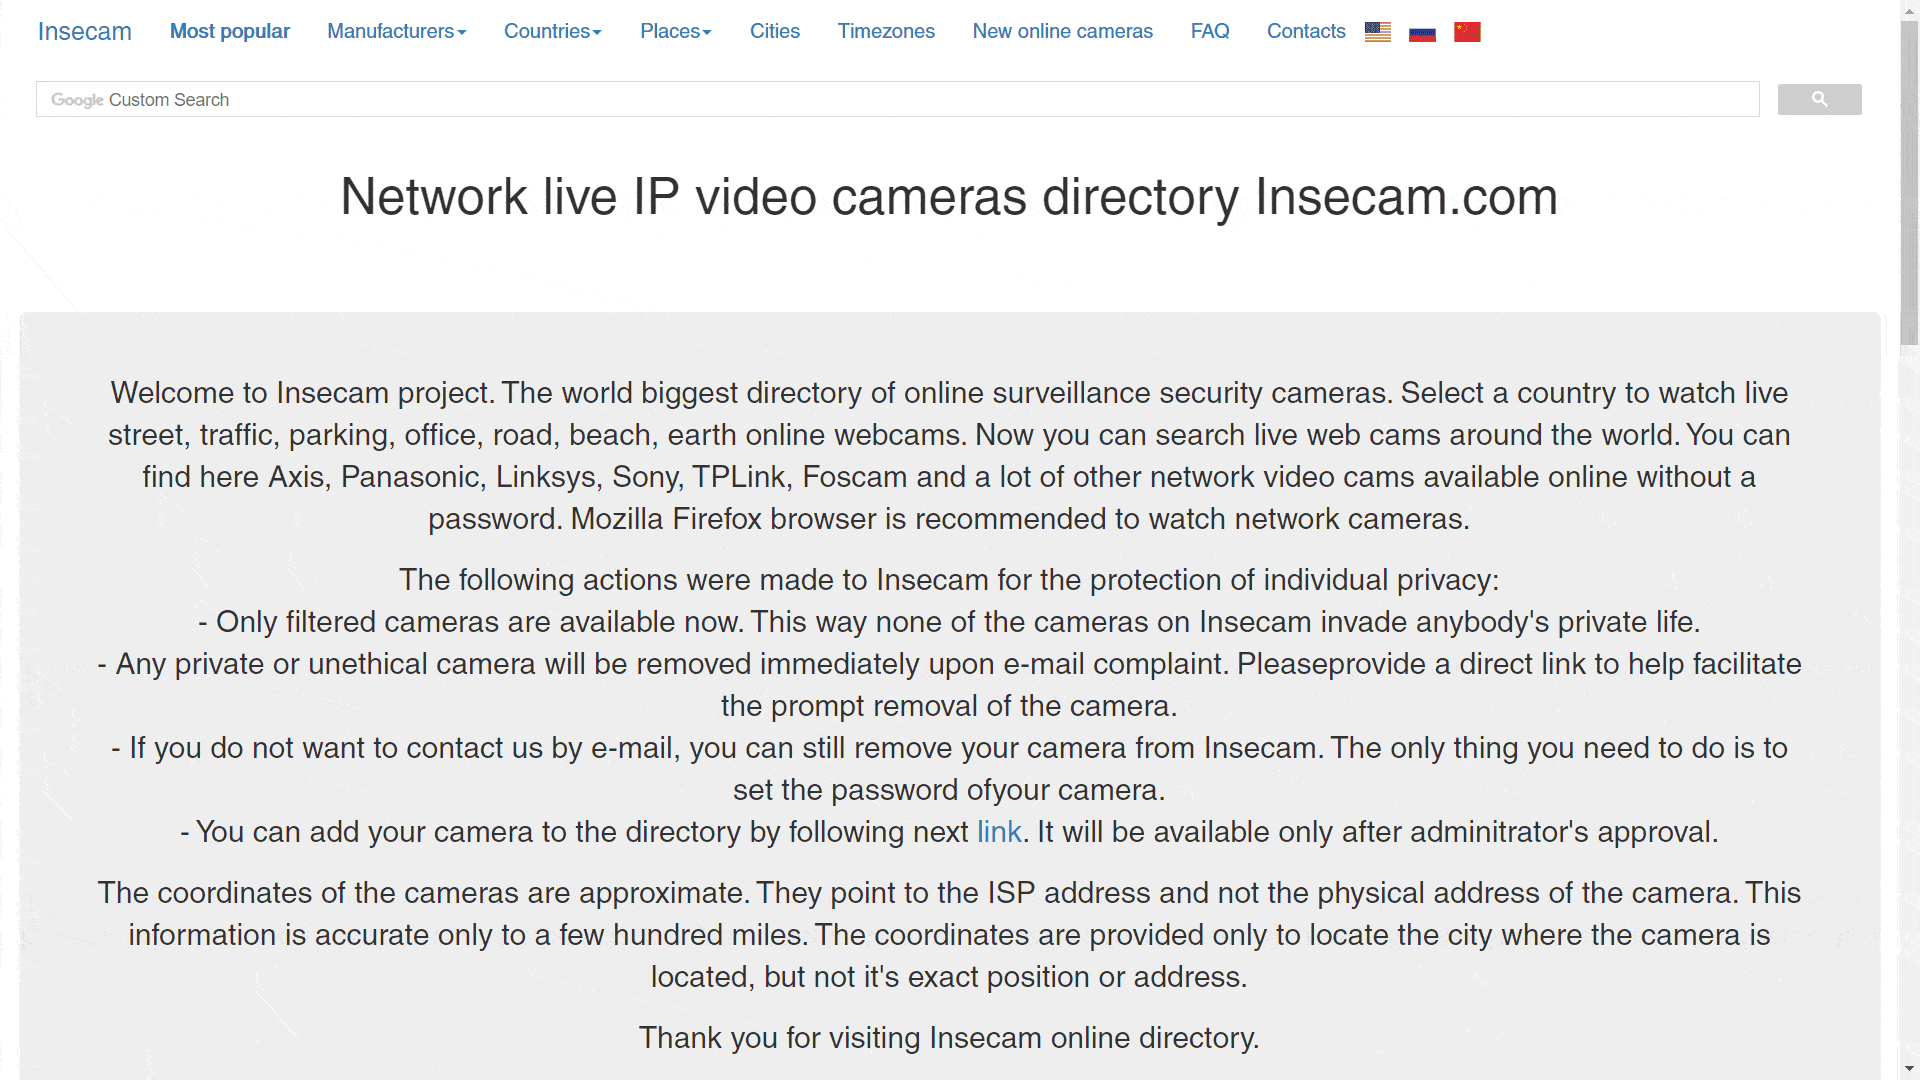 Insecam Most popular Manufacturers Countries Places Cities Timezones New online cameras FAQ Contacts
Google Custom Search
Network live IP video cameras directory Insecam.com
Welcome to Insecam project. The world biggest directory of online surveillance security cameras. Select a country to watch live
street, traffic, parking, office, road, beach, earth online webcams. Now you can search live web cams around the world. You can
find here Axis, Panasonic, Linksys, Sony, TPLink, Foscam and a lot of other network video cams available online without a
password. Mozilla Firefox browser is recommended to watch network cameras.
The following actions were made to Insecam for the protection of individual privacy:
- Only filtered cameras are available now. This way none of the cameras on Insecam invade anybody's private life.
- Any private or unethical camera will be removed immediately upon e-mail complaint. Pleaseprovide a direct link to help facilitate
the prompt removal of the camera.
- If you do not want to contact us by e-mail, you can still remove your camera from Insecam. The only thing you need to do is to
set the password ofyour camera.
- You can add your camera to the directory by following next link. It will be available only after adminitrator's approval.
The coordinates of the cameras are approximate. They point to the ISP address and not the physical address of the camera. This
information is accurate only to a few hundred miles. The coordinates are provided only to locate the city where the camera is
located, but not it's exact position or address.
Thank you for visiting Insecam online directory.